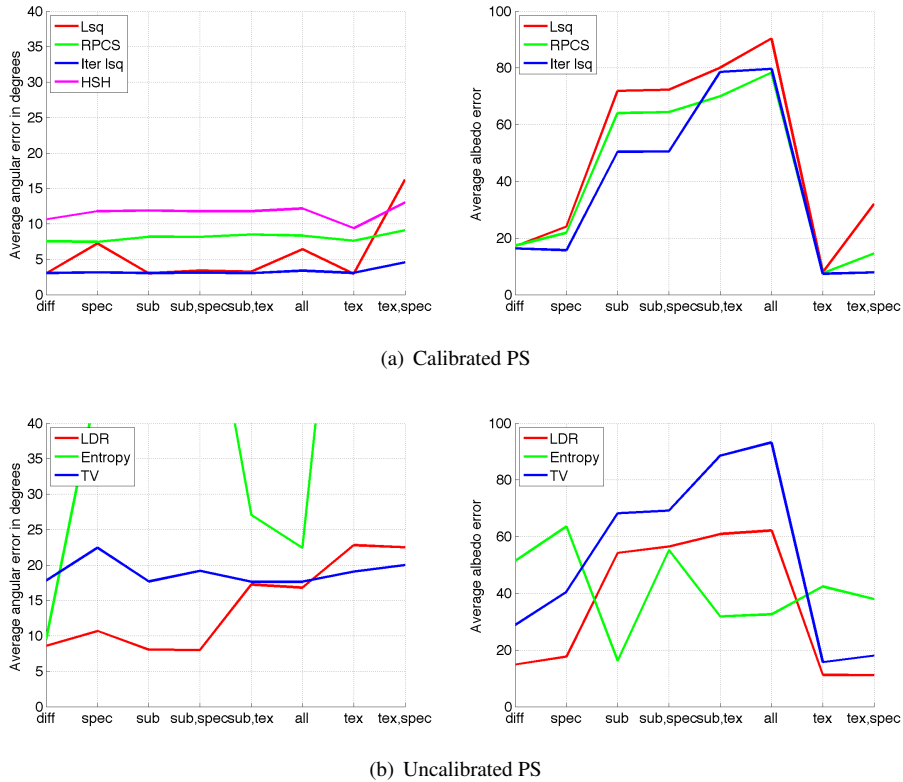 40
35
30
25
20
15
10
5
0
Average angular error in degrees
Lsq
RPCS
Iter lsq
HSH
diff spec sub sub,spec sub,tex all tex tex,spec
100
80
60
40
20
0
Average albedo error
Lsq
RPCS
Iter lsq
diff spec sub sub,spec sub,tex all tex tex,spec
(a) Calibrated PS
40
35
30
25
20
15
10
5
0
Average angular error in degrees
LDR
Entropy
TV
diff spec sub sub,spec sub,tex all tex tex,spec
100
80
60
40
20
0
Average albedo error
LDR
Entropy
TV
diff spec sub sub,spec sub,tex all tex tex,spec
(b) Uncalibrated PS